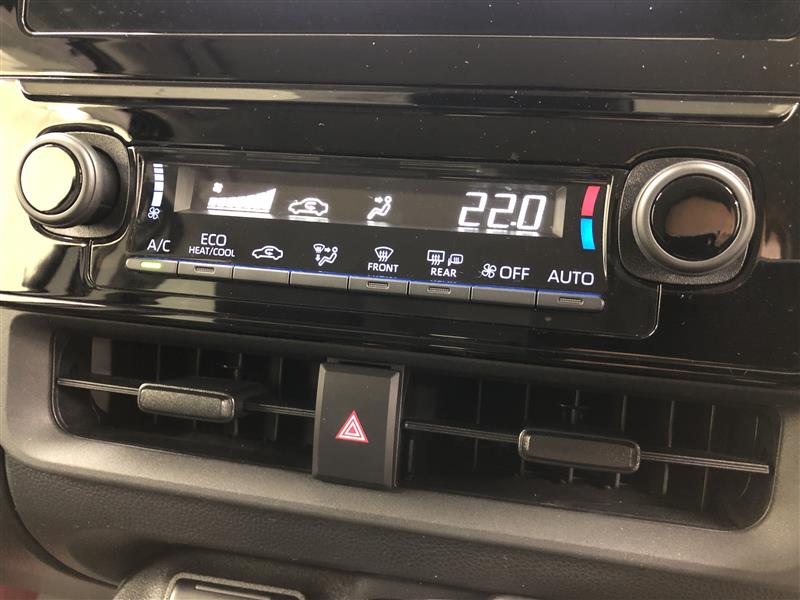 22.0
A/C
ECO
HEAT/COOL
FRONT
REAR
OFF
AUTO